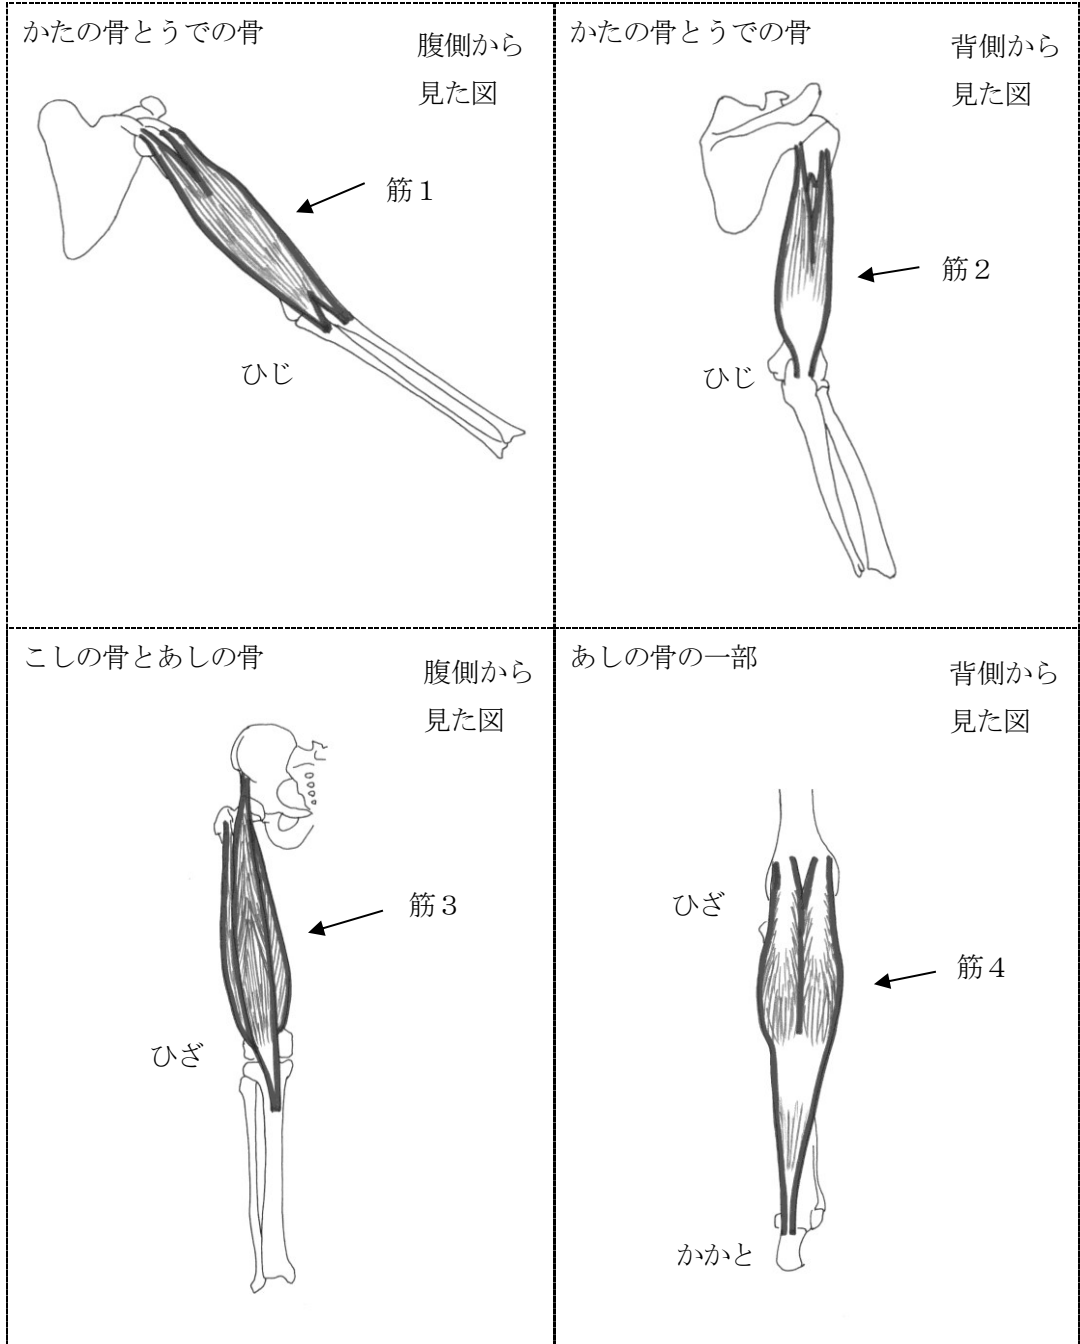 かたの骨とうでの骨
腹側から
見た図
筋１
ひじ
かたの骨とうでの骨
背側から
見た図
筋２
ひじ
こしの骨とあしの骨
腹側から
見た図
筋３
ひざ
あしの骨の一部
背側から
見た図
ひざ
筋４
かかと